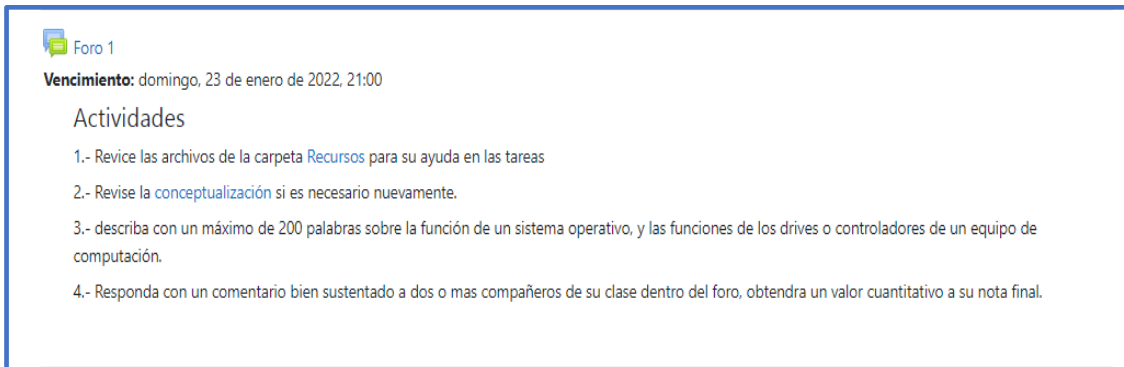 Foro 1
Vencimiento: domingo, 23 de enero de 2022, 21:00
Actividades
1.- Revice las archivos de la carpeta Recursos para su ayuda en las tareas
2.- Revise la conceptualización si es necesario nuevamente.
3.- describa con un máximo de 200 palabras sobre la función de un sistema operativo, y las funciones de los drives o controladores de un equipo de
computación.
4.- Responda con un comentario bien sustentado a dos o mas compañeros de su clase dentro del foro, obtendra un valor cuantitativo a su nota final.